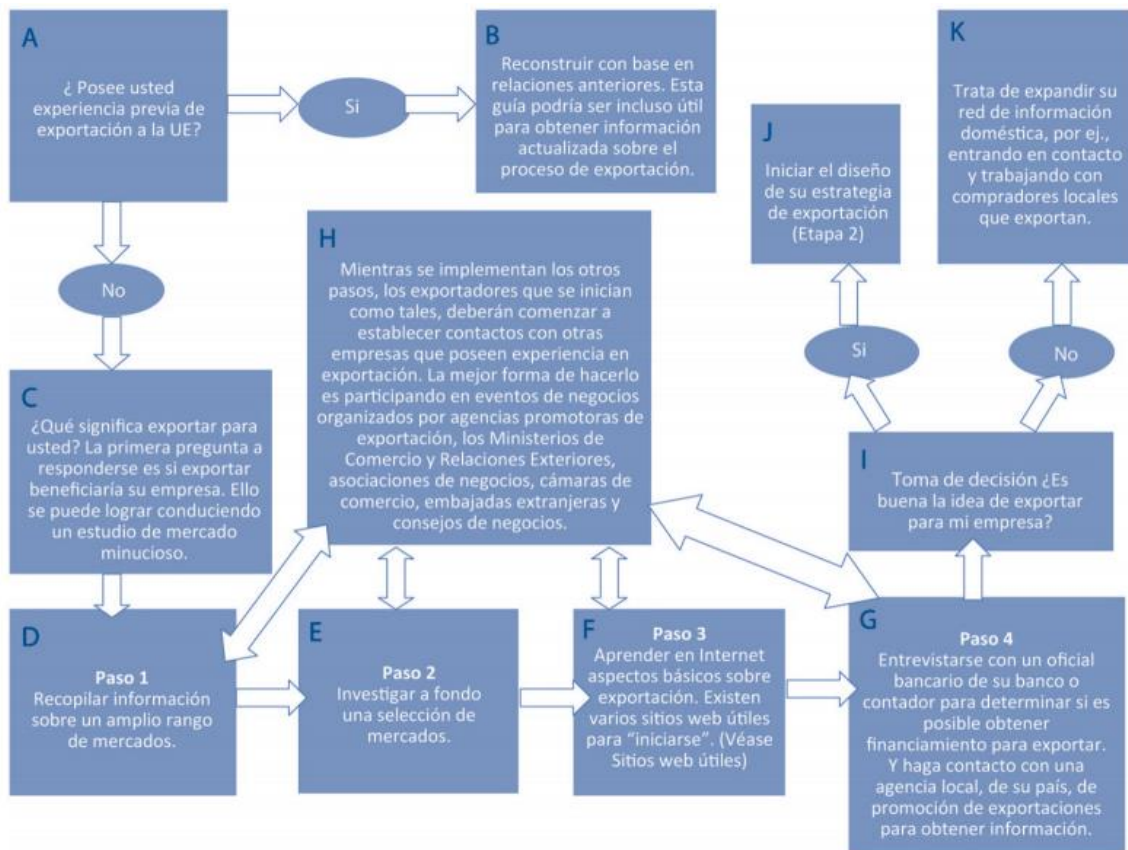 A
¿ Posee usted
experiencia previa de
exportación a la UE?
Si
B
Reconstruir con base en
relaciones anteriores. Esta
guía podría ser incluso útil
para obtener información
actualizada sobre el
proceso de exportación.
No
C
¿Qué significa exportar para
usted? La primera pregunta a
responderse es si exportar
beneficiaría su empresa. Ello
se puede lograr conduciendo
un estudio de mercado
minucioso.
D
Paso 1
Recopilar información
sobre un amplio rango
de mercados.
E
Paso 2
Investigar a fondo
una selección de
mercados.
F
Paso 3
Aprender en Internet
aspectos básicos sobre
exportación. Existen
varios sitios web útiles
para “iniciarse”. (Véase
Sitios web útiles)
G
Paso 4
Entrevistarse con un oficial
bancario de su banco o
contador para determinar si es
posible obtener
financiamiento para exportar.
Y haga contacto con una
agencia local, de su país, de
promoción de exportaciones
para obtener información.
H
Mientras se implementan los otros
pasos, los exportadores que se inician
como tales, deberán comenzar a
establecer contactos con otras
empresas que poseen experiencia en
exportación. La mejor forma de hacerlo
es participando en eventos de negocios
organizados por agencias promotoras de
exportación, los Ministerios de
Comercio y Relaciones Exteriores,
asociaciones de negocios, cámaras de
comercio, embajadas extranjeras y
consejos de negocios.
I
Toma de decisión ¿Es
buena la idea de exportar
para mi empresa?
Si
J
Iniciar el diseño
de su estrategia
de exportación
(Etapa 2)
No
K
Trata de expandir su
red de información
doméstica, por ej.,
entrando en contacto
y trabajando con
compradores locales
que exportan.